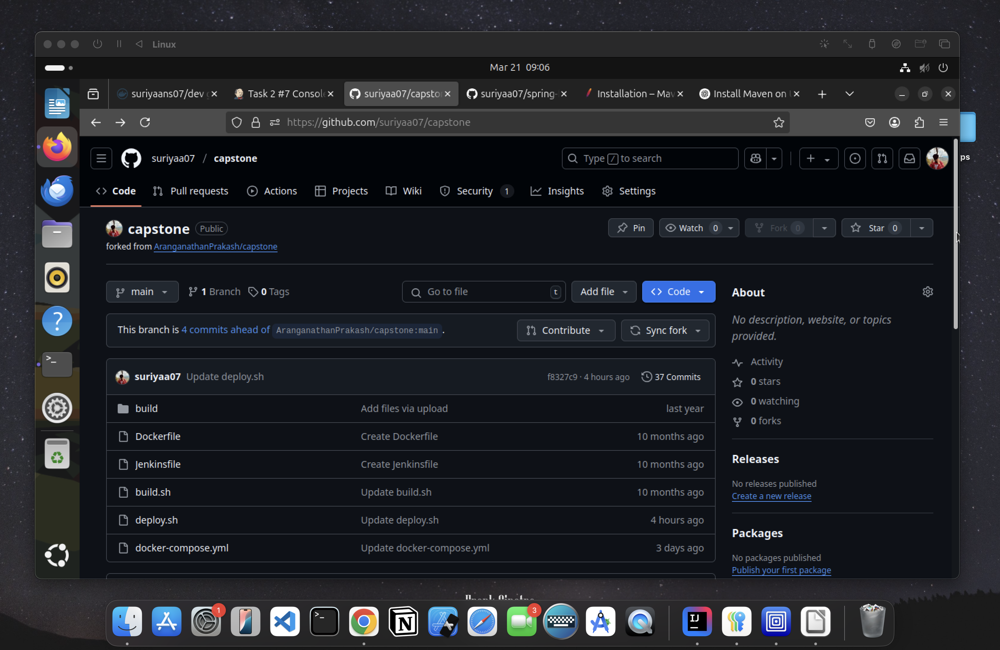 Linux
Mar 21 09:06
suriyaans07/dev
Task 2 #7 Console
suriyaa07/capsto
suriyaa07/spring-
Installation – Mav
Install Maven on
https://github.com/suriyaa07/capstone
suriyaa07 / capstone
Type / to search
ps
Code
Pull requests
Actions
Projects
Wiki
Security 1
Insights
Settings
capstone Public
Pin
Watch 0
Fork 0
Star 0
forked from AranganathanPrakash/capstone
main
1 Branch
0 Tags
Go to file t
Add file
Code
About
No description, website, or topics
provided.
This branch is 4 commits ahead of AranganathanPrakash/capstone:main .
Contribute
Sync fork
Activity
0 stars
0 watching
0 forks
suriyaa07 Update deploy.sh f8327c9 · 4 hours ago 37 Commits
build Add files via upload last year
Dockerfile Create Dockerfile 10 months ago
Jenkinsfile Create Jenkinsfile 10 months ago
build.sh Update build.sh 10 months ago
deploy.sh Update deploy.sh 4 hours ago
docker-compose.yml Update docker-compose.yml 3 days ago
Releases
No releases published
Create a new release
Packages
No packages published
Publish your first package
1
3
IJ